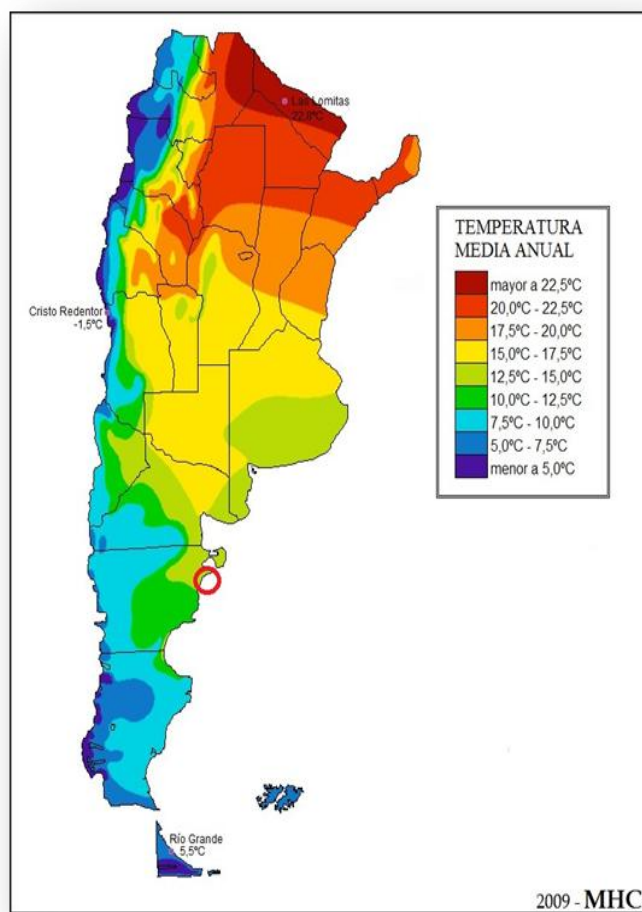 Las Lomitas
22,8ºC
Cristo Redentor
-1,5ºC
TEMPERATURA
MEDIA ANUAL
mayor a 22,5ºC
20,0ºC - 22,5ºC
17,5ºC - 20,0ºC
15,0ºC - 17,5ºC
12,5ºC - 15,0ºC
10,0ºC - 12,5ºC
7,5ºC - 10,0ºC
5,0ºC - 7,5ºC
menor a 5,0ºC
Río Grande
5,5ºC
2009 - MHC